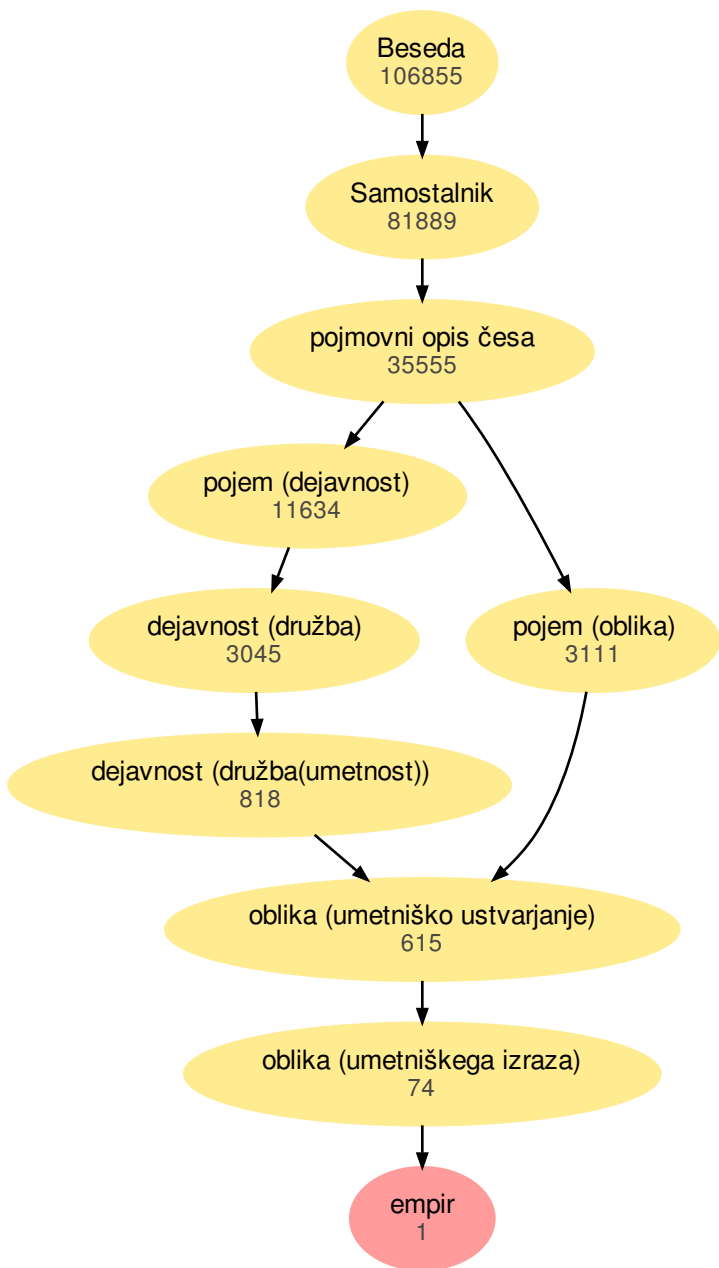 Beseda
106855
Samostalnik
81889
pojmovni opis česa
35555
pojem (dejavnost)
11634
dejavnost (družba)
3045
pojem (oblika)
3111
dejavnost (družba(umetnost))
818
oblika (umetniško ustvarjanje)
615
oblika (umetniškega izraza)
74
empir
1